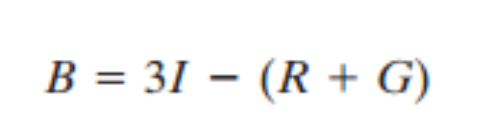 B = 3I − (R + G)